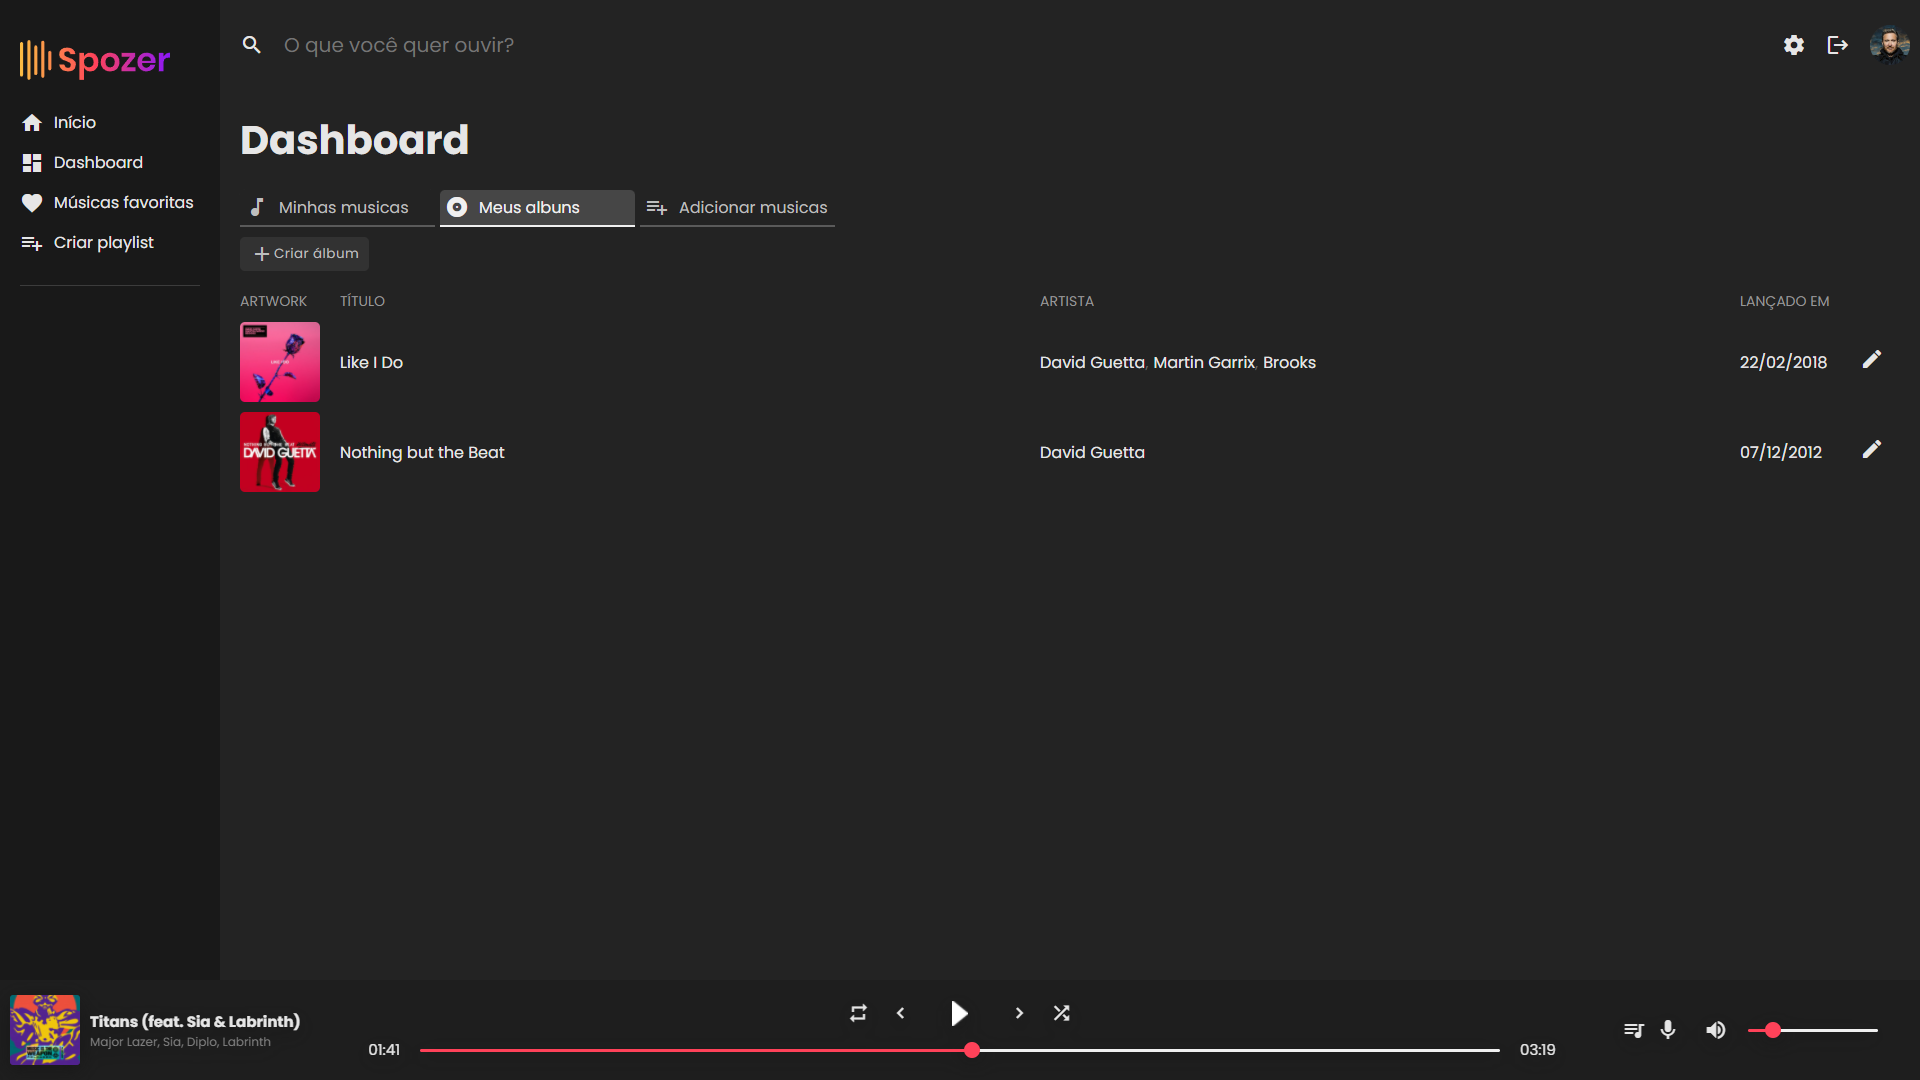 Spozer
O que você quer ouvir?
Início
Dashboard
Músicas favoritas
Criar playlist
Dashboard
Minhas musicas
Meus albuns
Adicionar musicas
Criar álbum
ARTWORK TÍTULO ARTISTA LANÇADO EM
Like I Do David Guetta, Martin Garrix, Brooks 22/02/2018
DAVID GUETTA
Nothing but the Beat David Guetta 07/12/2012
Titans (feat. Sia & Labrinth)
Major Lazer, Sia, Diplo, Labrinth
01:41 03:19